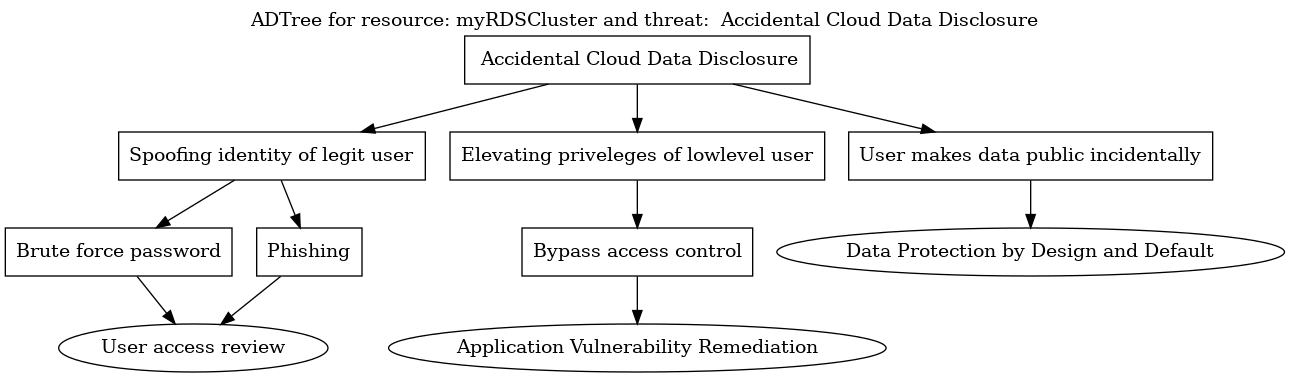 ADTree for resource: myRDSCluster and threat:  Accidental Cloud Data Disclosure
Accidental Cloud Data Disclosure
Spoofing identity of legit user
Elevating priveleges of lowlevel user
User makes data public incidentally
Brute force password
Phishing
Bypass access control
Data Protection by Design and Default
User access review
Application Vulnerability Remediation